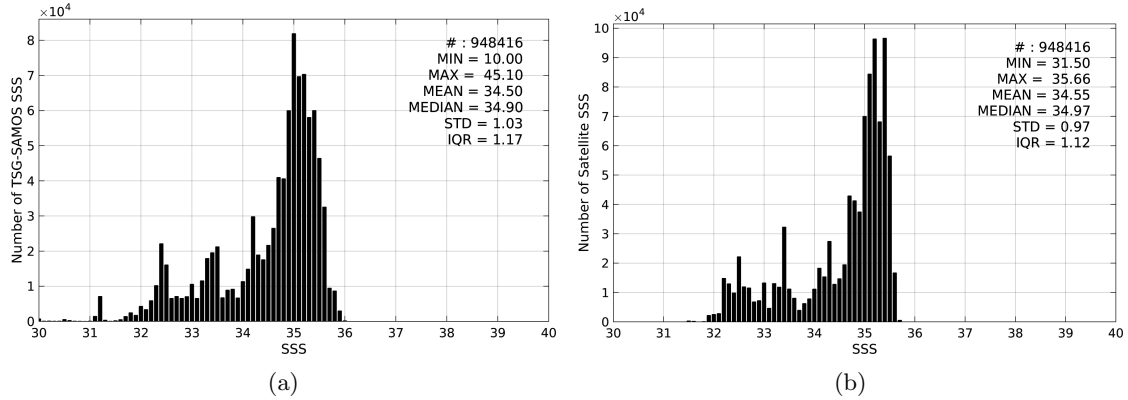 ×10⁴
Number of TSG-SAMOS SSS
8
7
6
5
4
3
2
1
0
# : 948416
MIN = 10.00
MAX = 45.10
MEAN = 34.50
MEDIAN = 34.90
STD = 1.03
IQR = 1.17
30 31 32 33 34 35 36 37 38 39 40
SSS
(a)
×10⁴
Number of Satellite SSS
10
9
8
7
6
5
4
3
2
1
0
# : 948416
MIN = 31.50
MAX = 35.66
MEAN = 34.55
MEDIAN = 34.97
STD = 0.97
IQR = 1.12
30 31 32 33 34 35 36 37 38 39 40
SSS
(b)